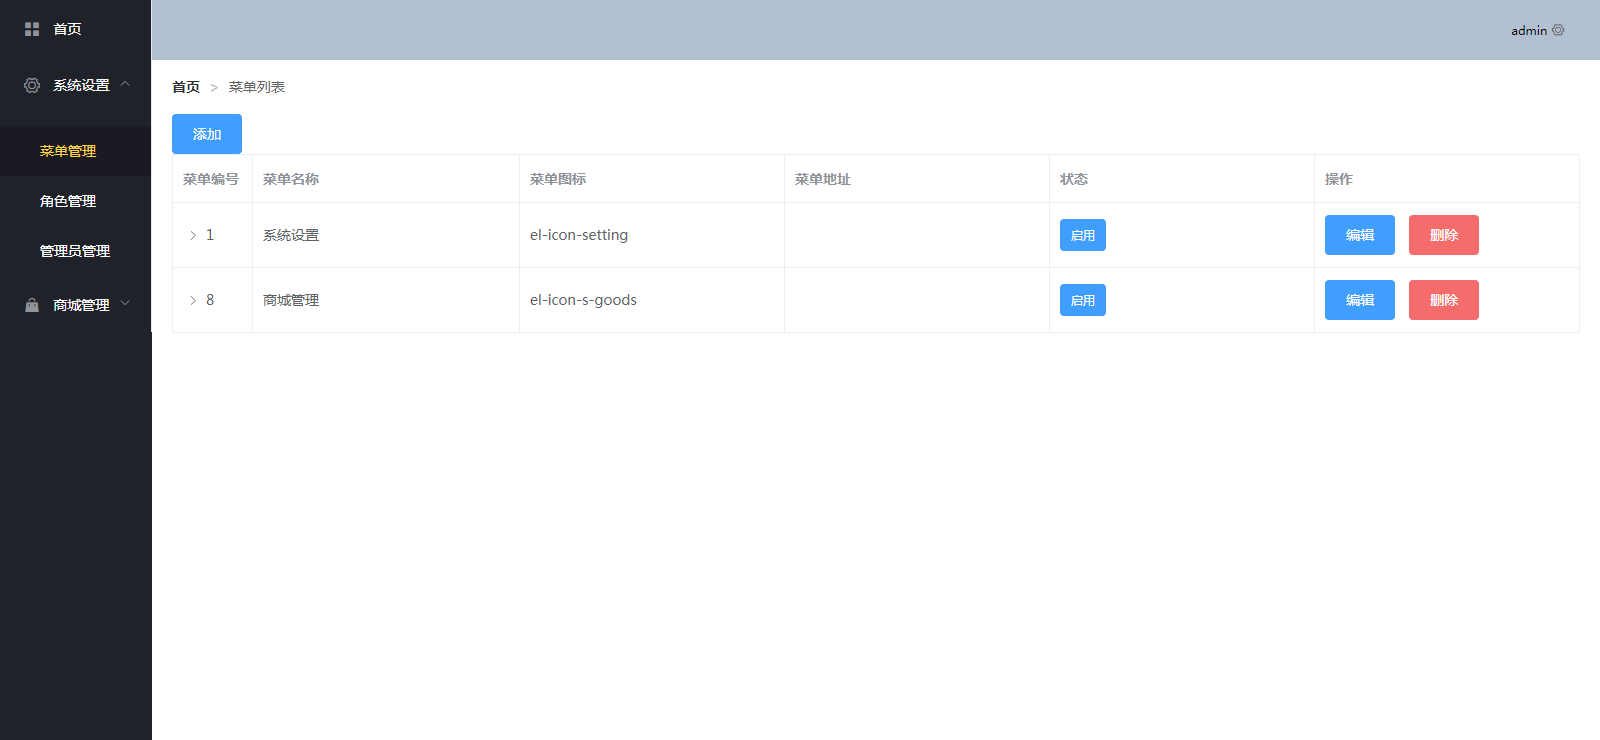 首页
系统设置
菜单管理
角色管理
管理员管理
商城管理
admin
首页 > 菜单列表
添加
菜单编号 菜单名称 菜单图标 菜单地址 状态 操作
1 系统设置 el-icon-setting 启用 编辑 删除
8 商城管理 el-icon-s-goods 启用 编辑 删除